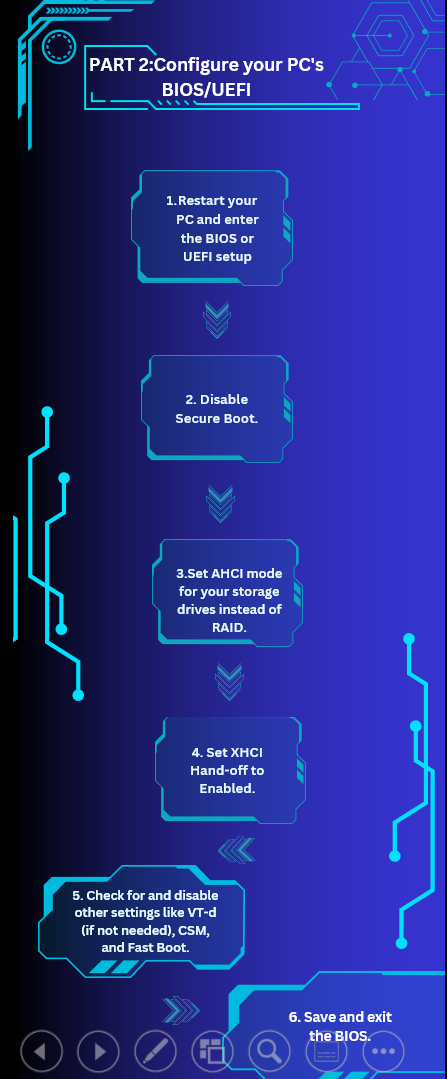 PART 2:Configure your PC's
BIOS/UEFI
1.Restart your
PC and enter
the BIOS or
UEFI setup
2. Disable
Secure Boot.
3.Set AHCI mode
for your storage
drives instead of
RAID.
4. Set XHCI
Hand-off to
Enabled.
5. Check for and disable
other settings like VT-d
(if not needed), CSM,
and Fast Boot.
6. Save and exit
the BIOS.